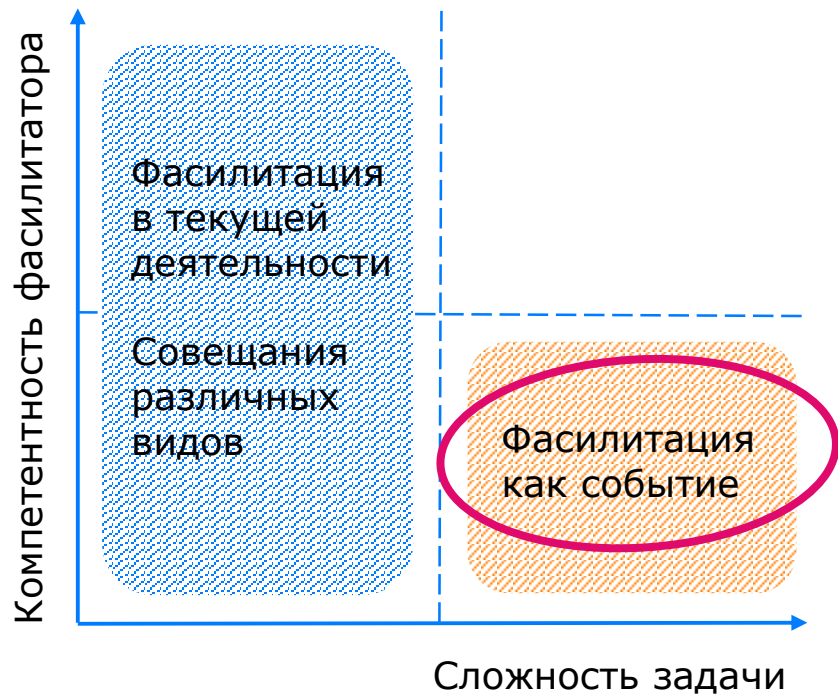 Компетентность фасилитатора
Фасилитация
в текущей
деятельности
Совещания
различных
видов
Фасилитация
как событие
Сложность задачи